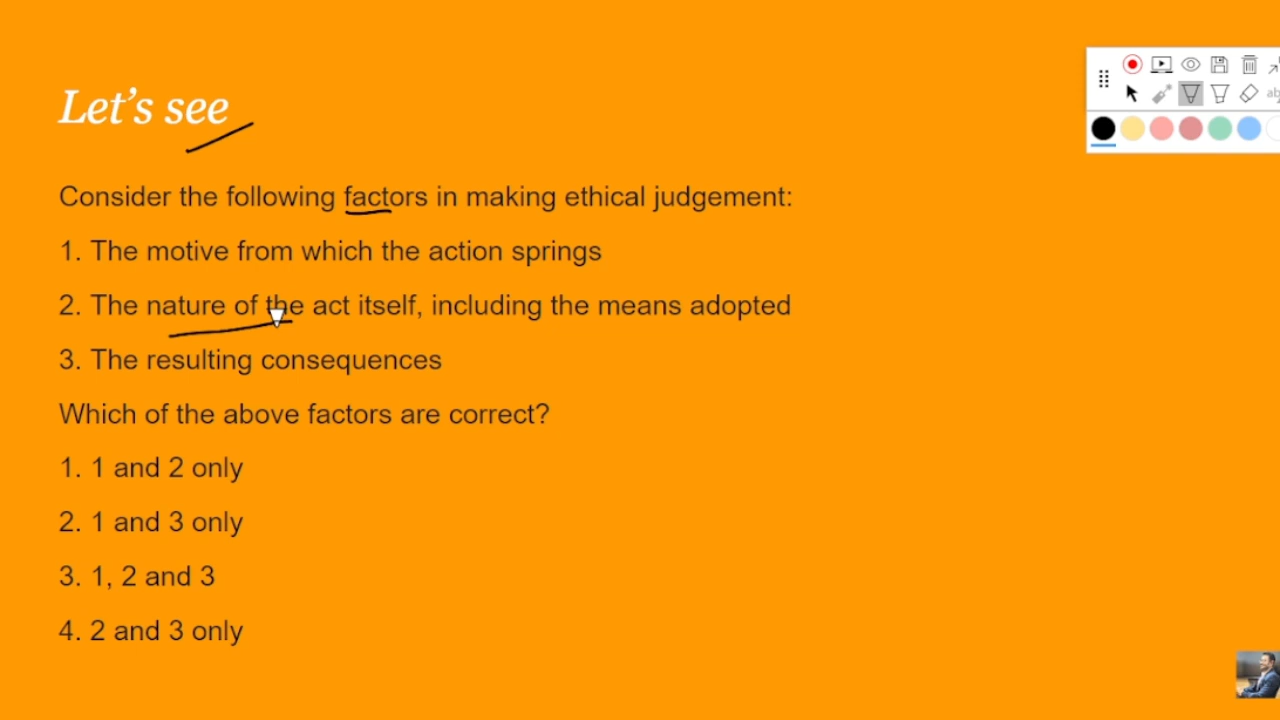 Let's see
Consider the following factors in making ethical judgement:
1. The motive from which the action springs
2. The nature of the act itself, including the means adopted
3. The resulting consequences
Which of the above factors are correct?
1. 1 and 2 only
2. 1 and 3 only
3. 1, 2 and 3
4. 2 and 3 only